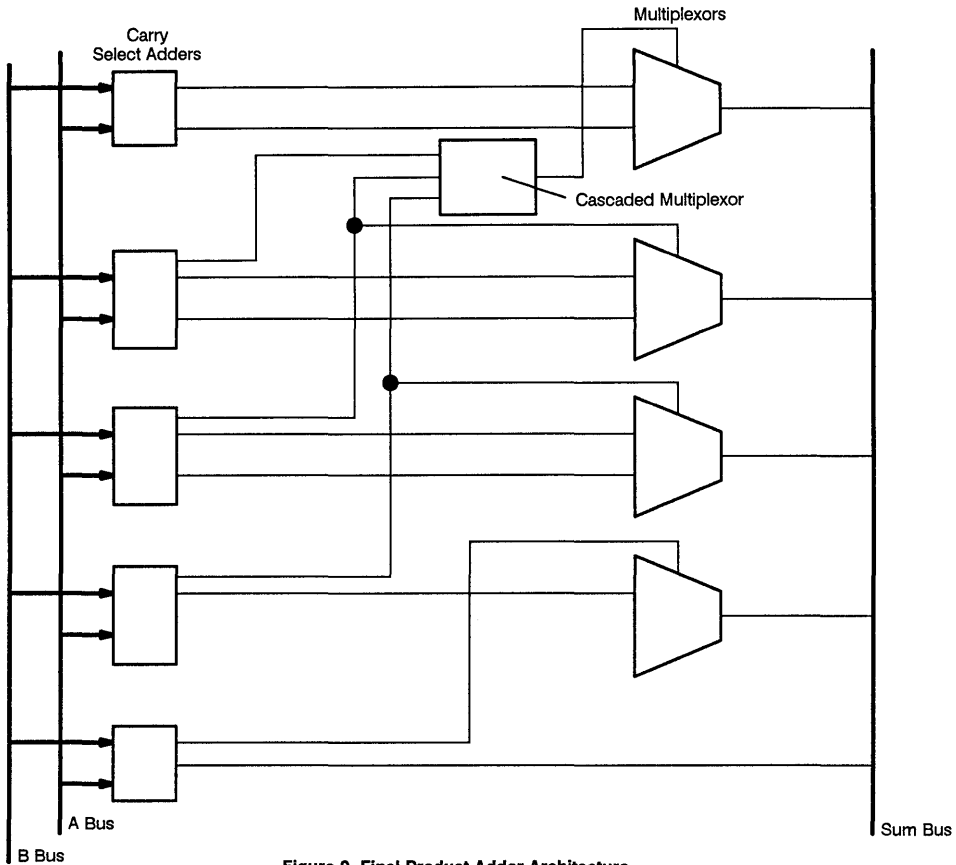 Multiplexors
Carry
Select Adders
Cascaded Multiplexor
A Bus
Sum Bus
B Bus
Figure 9. Final Product Adder Architecture